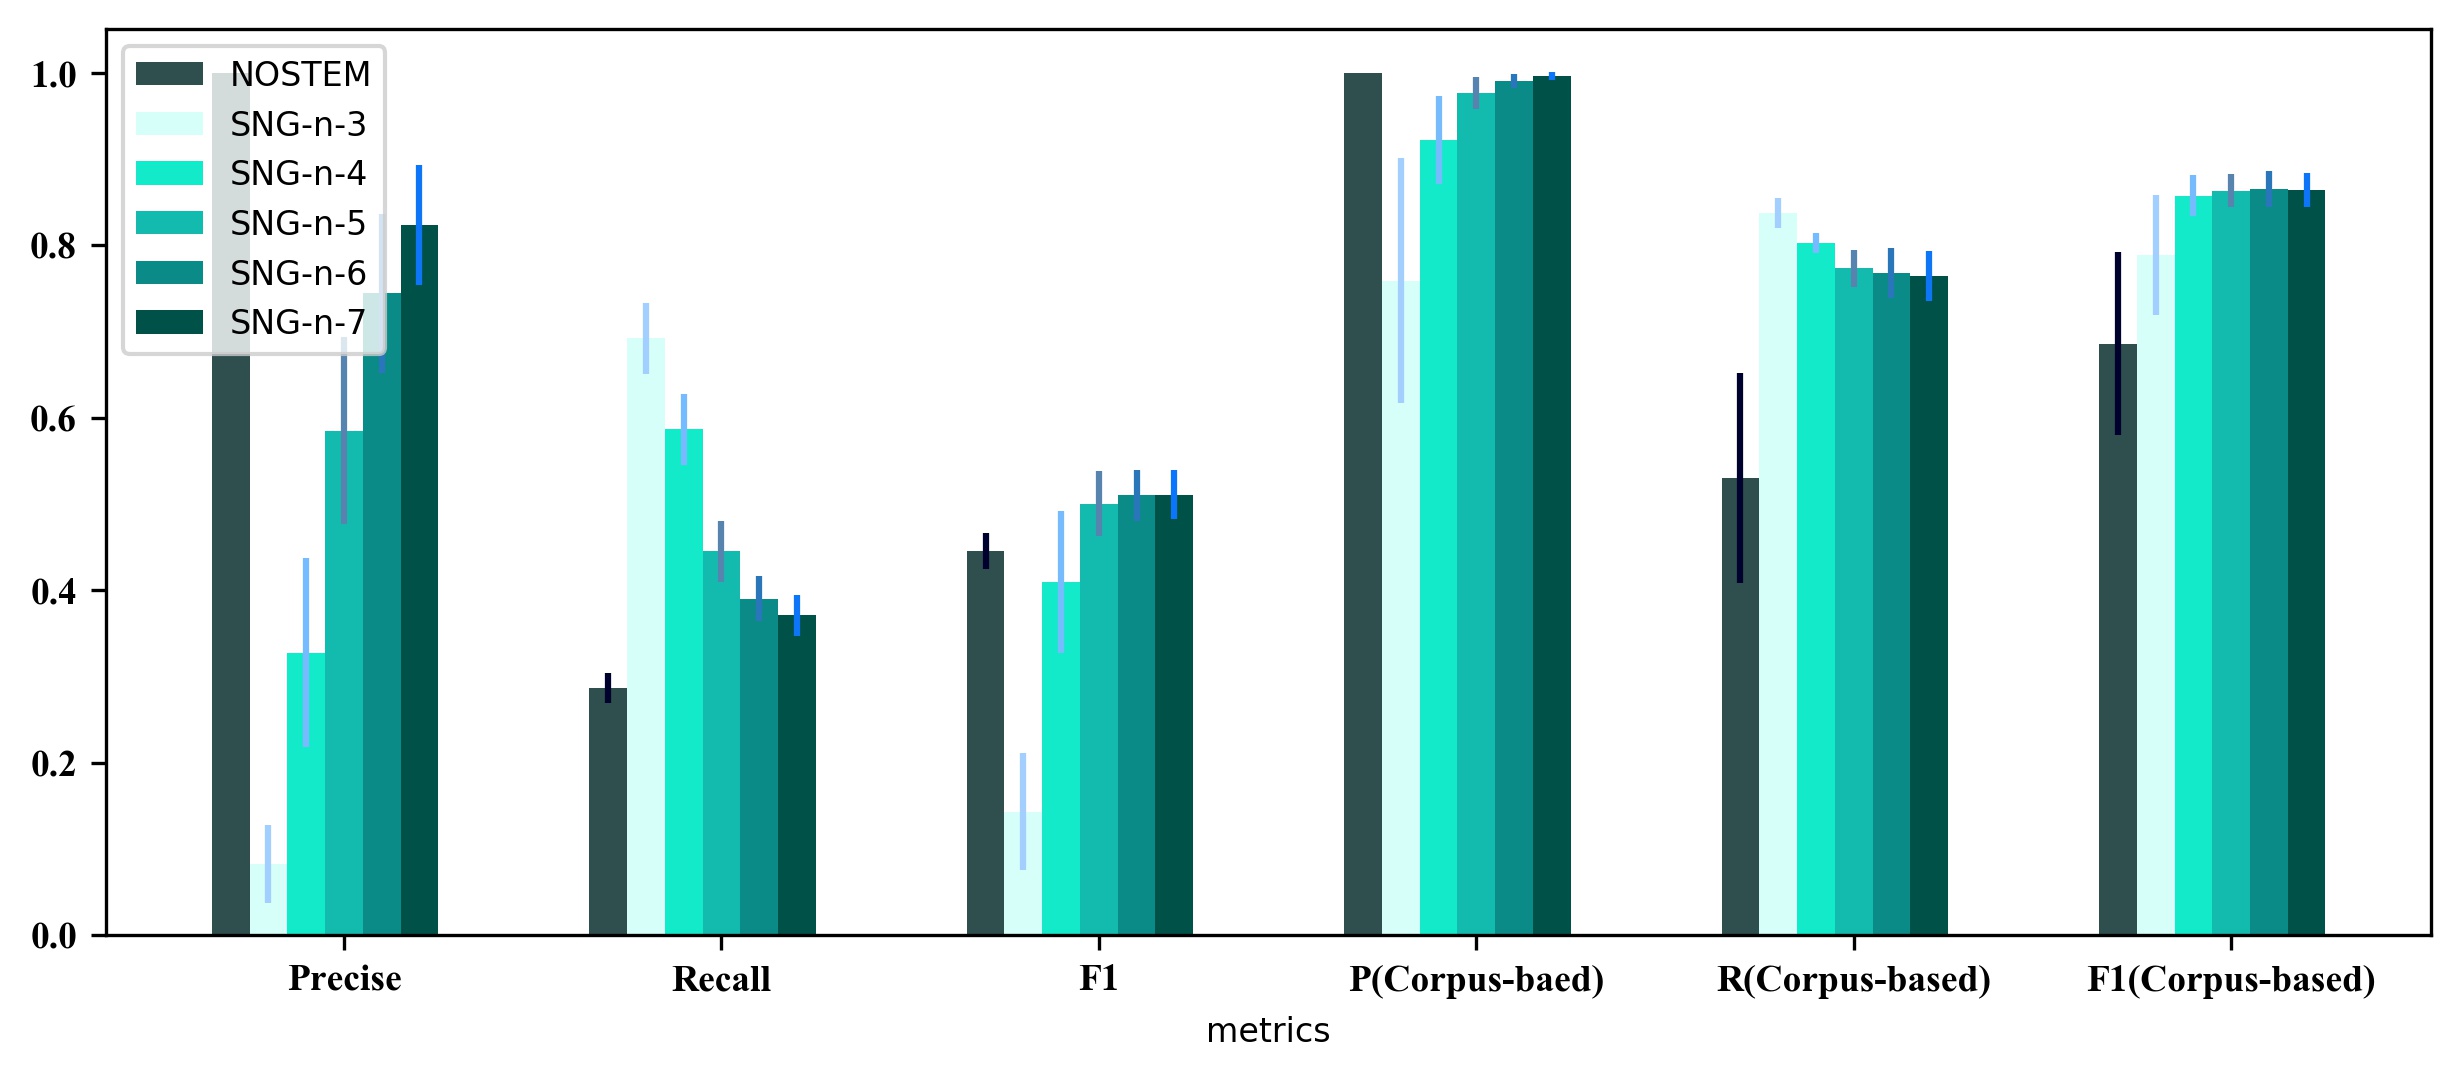 NOSTEM
SNG-n-3
SNG-n-4
SNG-n-5
SNG-n-6
SNG-n-7
1.0
0.8
0.6
0.4
0.2
0.0
Precise Recall F1 P(Corpus-baed) R(Corpus-based) F1(Corpus-based)
metrics